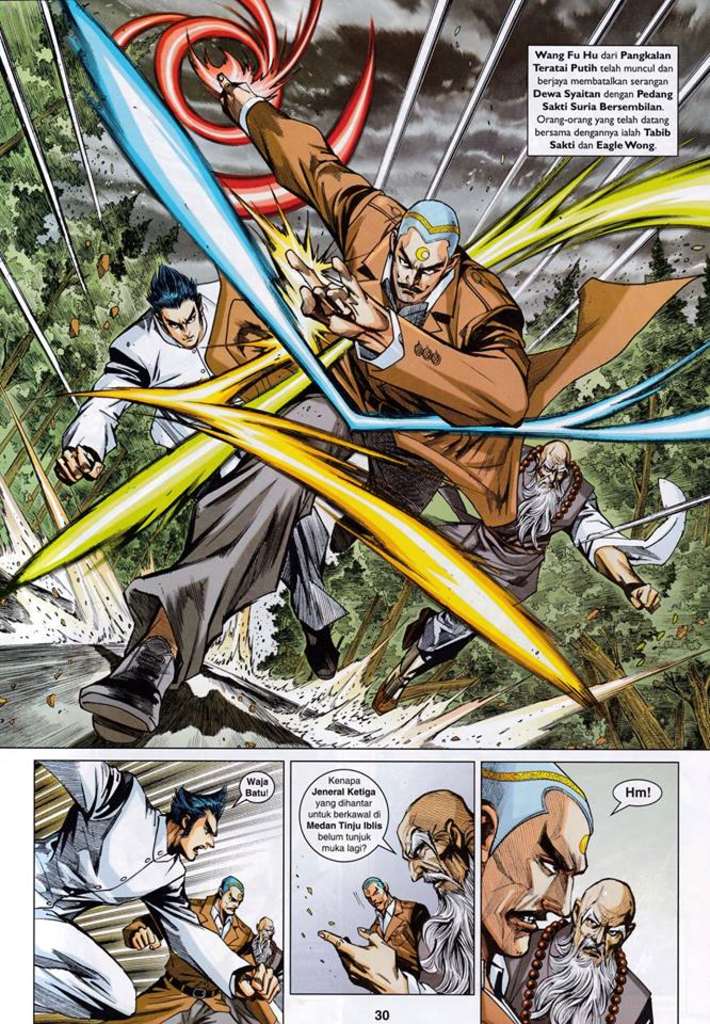 Wang Fu Hu dari Pangkalan
Teratai Putih telah muncul dan
berjaya membatalkan serangan
Dewa Syaitan dengan Pedang
Sakti Suria Bersembilan.
Orang-orang yang telah datang
bersama dengannya ialah Tabib
Sakti dan Eagle Wong.
Waja
Batu!
Kenapa
Jeneral Ketiga
yang dihantar
untuk berkawal di
Medan Tinju Iblis
belum tunjuk
muka lagi?
Hm!
30